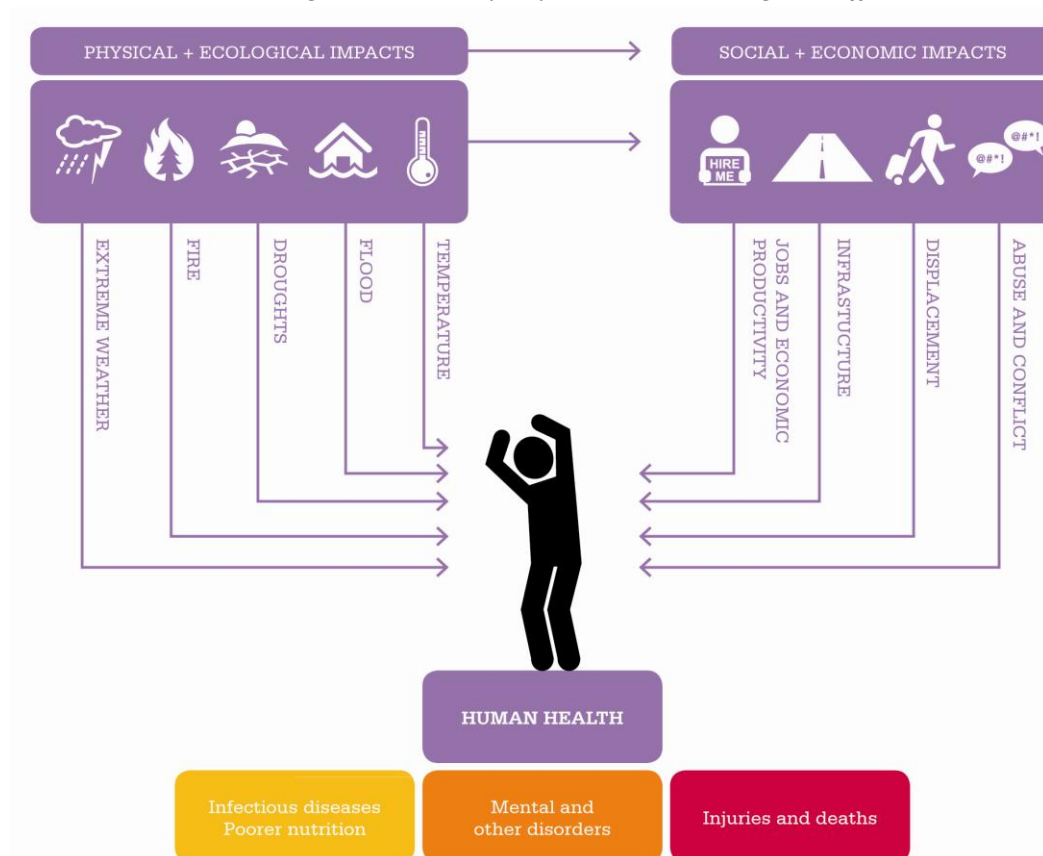 PHYSICAL + ECOLOGICAL IMPACTS
SOCIAL + ECONOMIC IMPACTS
HIRE
ME
@#*!
@#*!
EXTREME WEATHER
FIRE
DROUGHTS
FLOOD
TEMPERATURE
JOBS AND ECONOMIC
PRODUCTIVITY
INFRASTUCTURE
DISPLACEMENT
ABUSE AND CONFLICT
HUMAN HEALTH
Infectious diseases
Poorer nutrition
Mental and
other disorders
Injuries and deaths